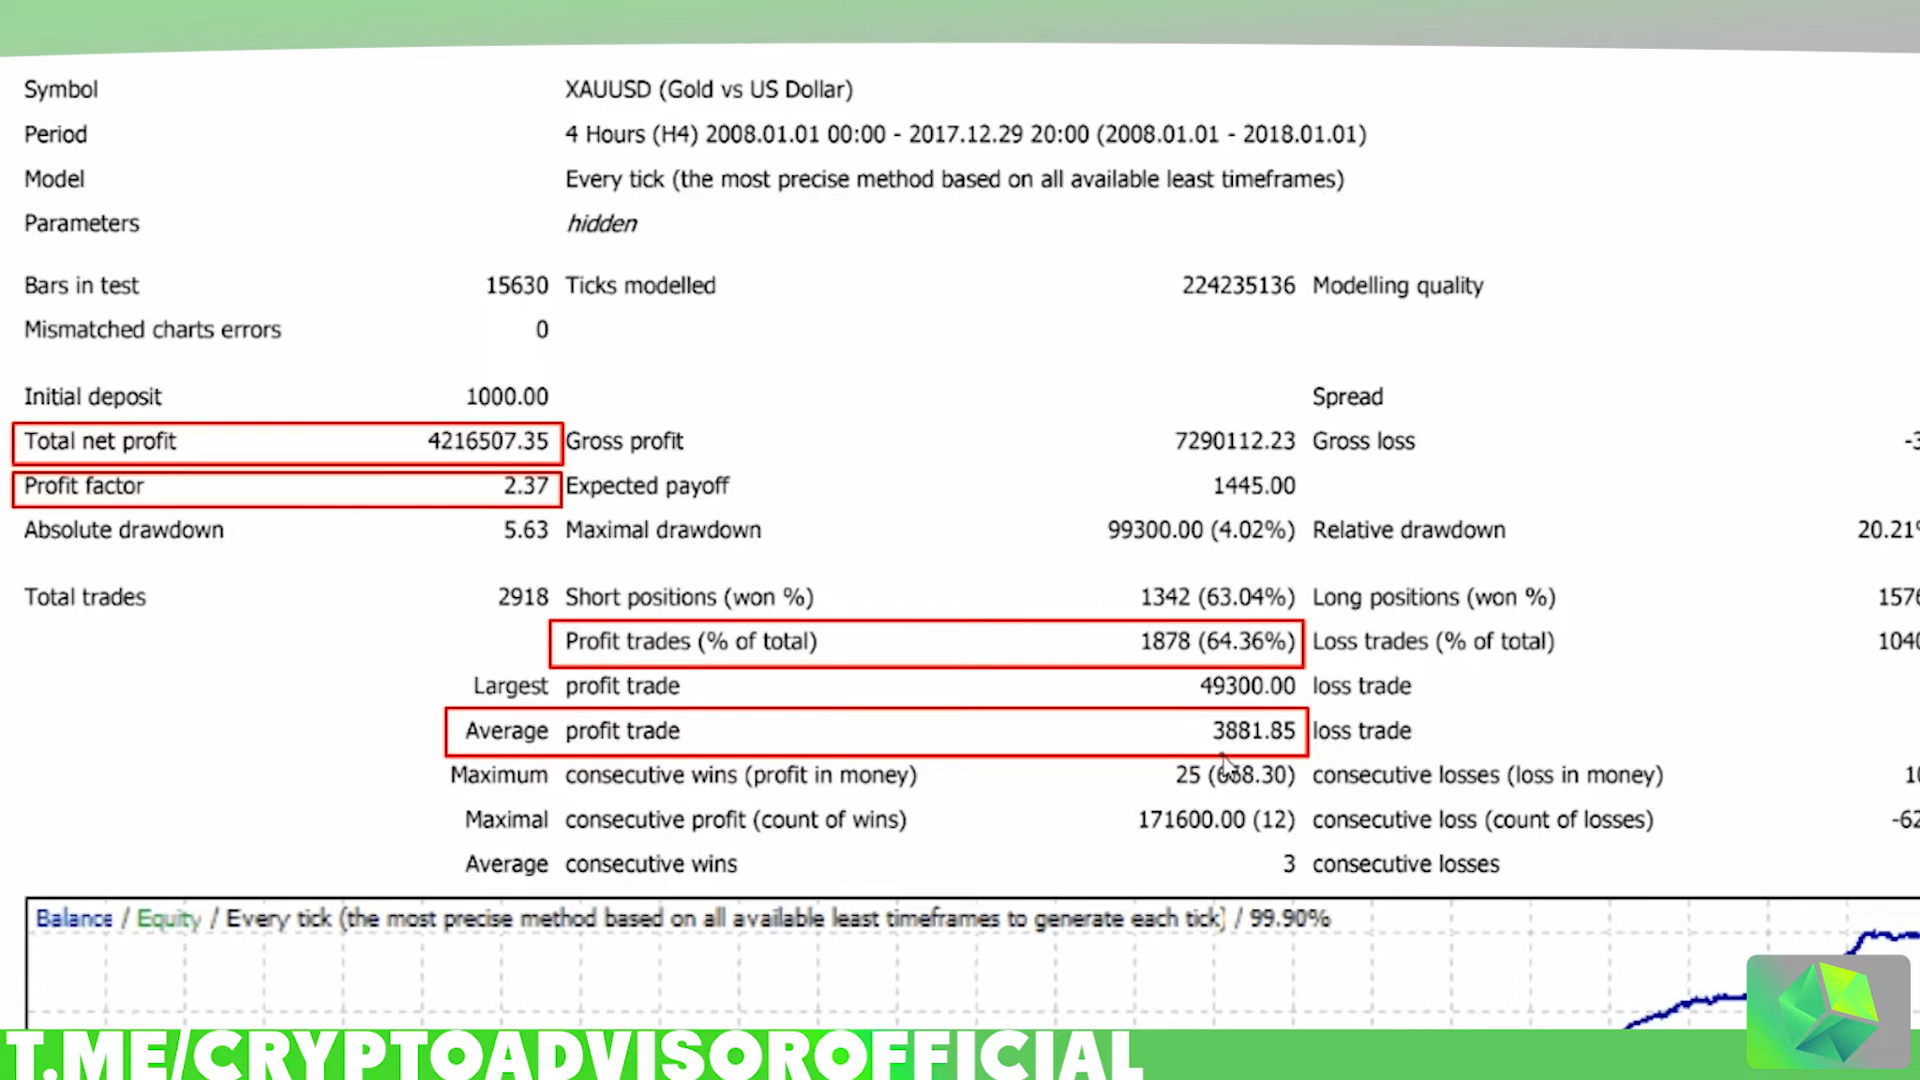 Symbol XAUUSD (Gold vs US Dollar)
Period 4 Hours (H4) 2008.01.01 00:00 - 2017.12.29 20:00 (2008.01.01 - 2018.01.01)
Model Every tick (the most precise method based on all available least timeframes)
Parameters hidden
Bars in test 15630 Ticks modelled 224235136 Modelling quality
Mismatched charts errors 0
Initial deposit 1000.00 Spread
Total net profit 4216507.35 Gross profit 7290112.23 Gross loss -3
Profit factor 2.37 Expected payoff 1445.00
Absolute drawdown 5.63 Maximal drawdown 99300.00 (4.02%) Relative drawdown 20.21%
Total trades 2918 Short positions (won %) 1342 (63.04%) Long positions (won %) 1576
Profit trades (% of total) 1878 (64.36%) Loss trades (% of total) 1040
Largest profit trade 49300.00 loss trade
Average profit trade 3881.85 loss trade
Maximum consecutive wins (profit in money) 25 consecutive losses (loss in money) 10
Maximal consecutive profit (count of wins) 171600.00 (12) consecutive loss (count of losses) -62
Average consecutive wins 3 consecutive losses
Balance / Equity / Every tick (the most precise method based on all available least timeframes to generate each tick) / 99.90%
T.ME/CRYPTOADVISOROFFICIAL